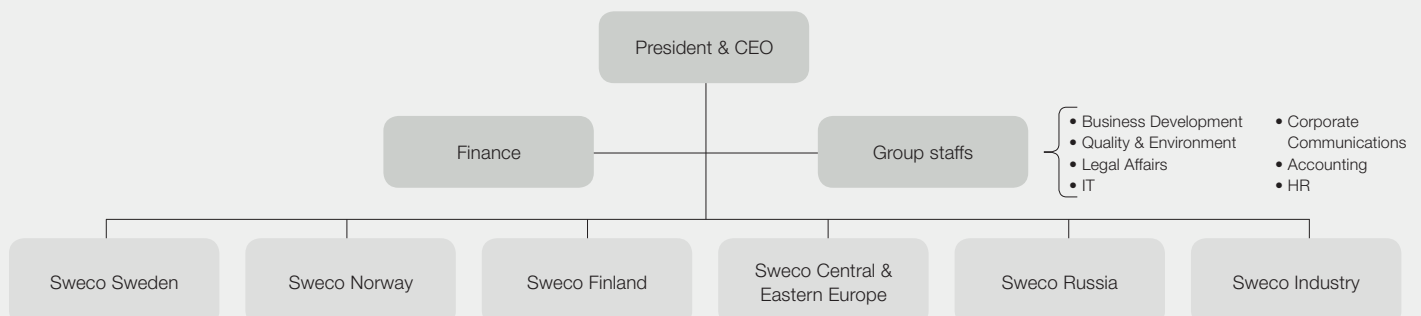 President & CEO
Finance
Group staffs
• Business Development
• Quality & Environment
• Legal Affairs
• IT
• Corporate
Communications
• Accounting
• HR
Sweco Sweden
Sweco Norway
Sweco Finland
Sweco Central &
Eastern Europe
Sweco Russia
Sweco Industry